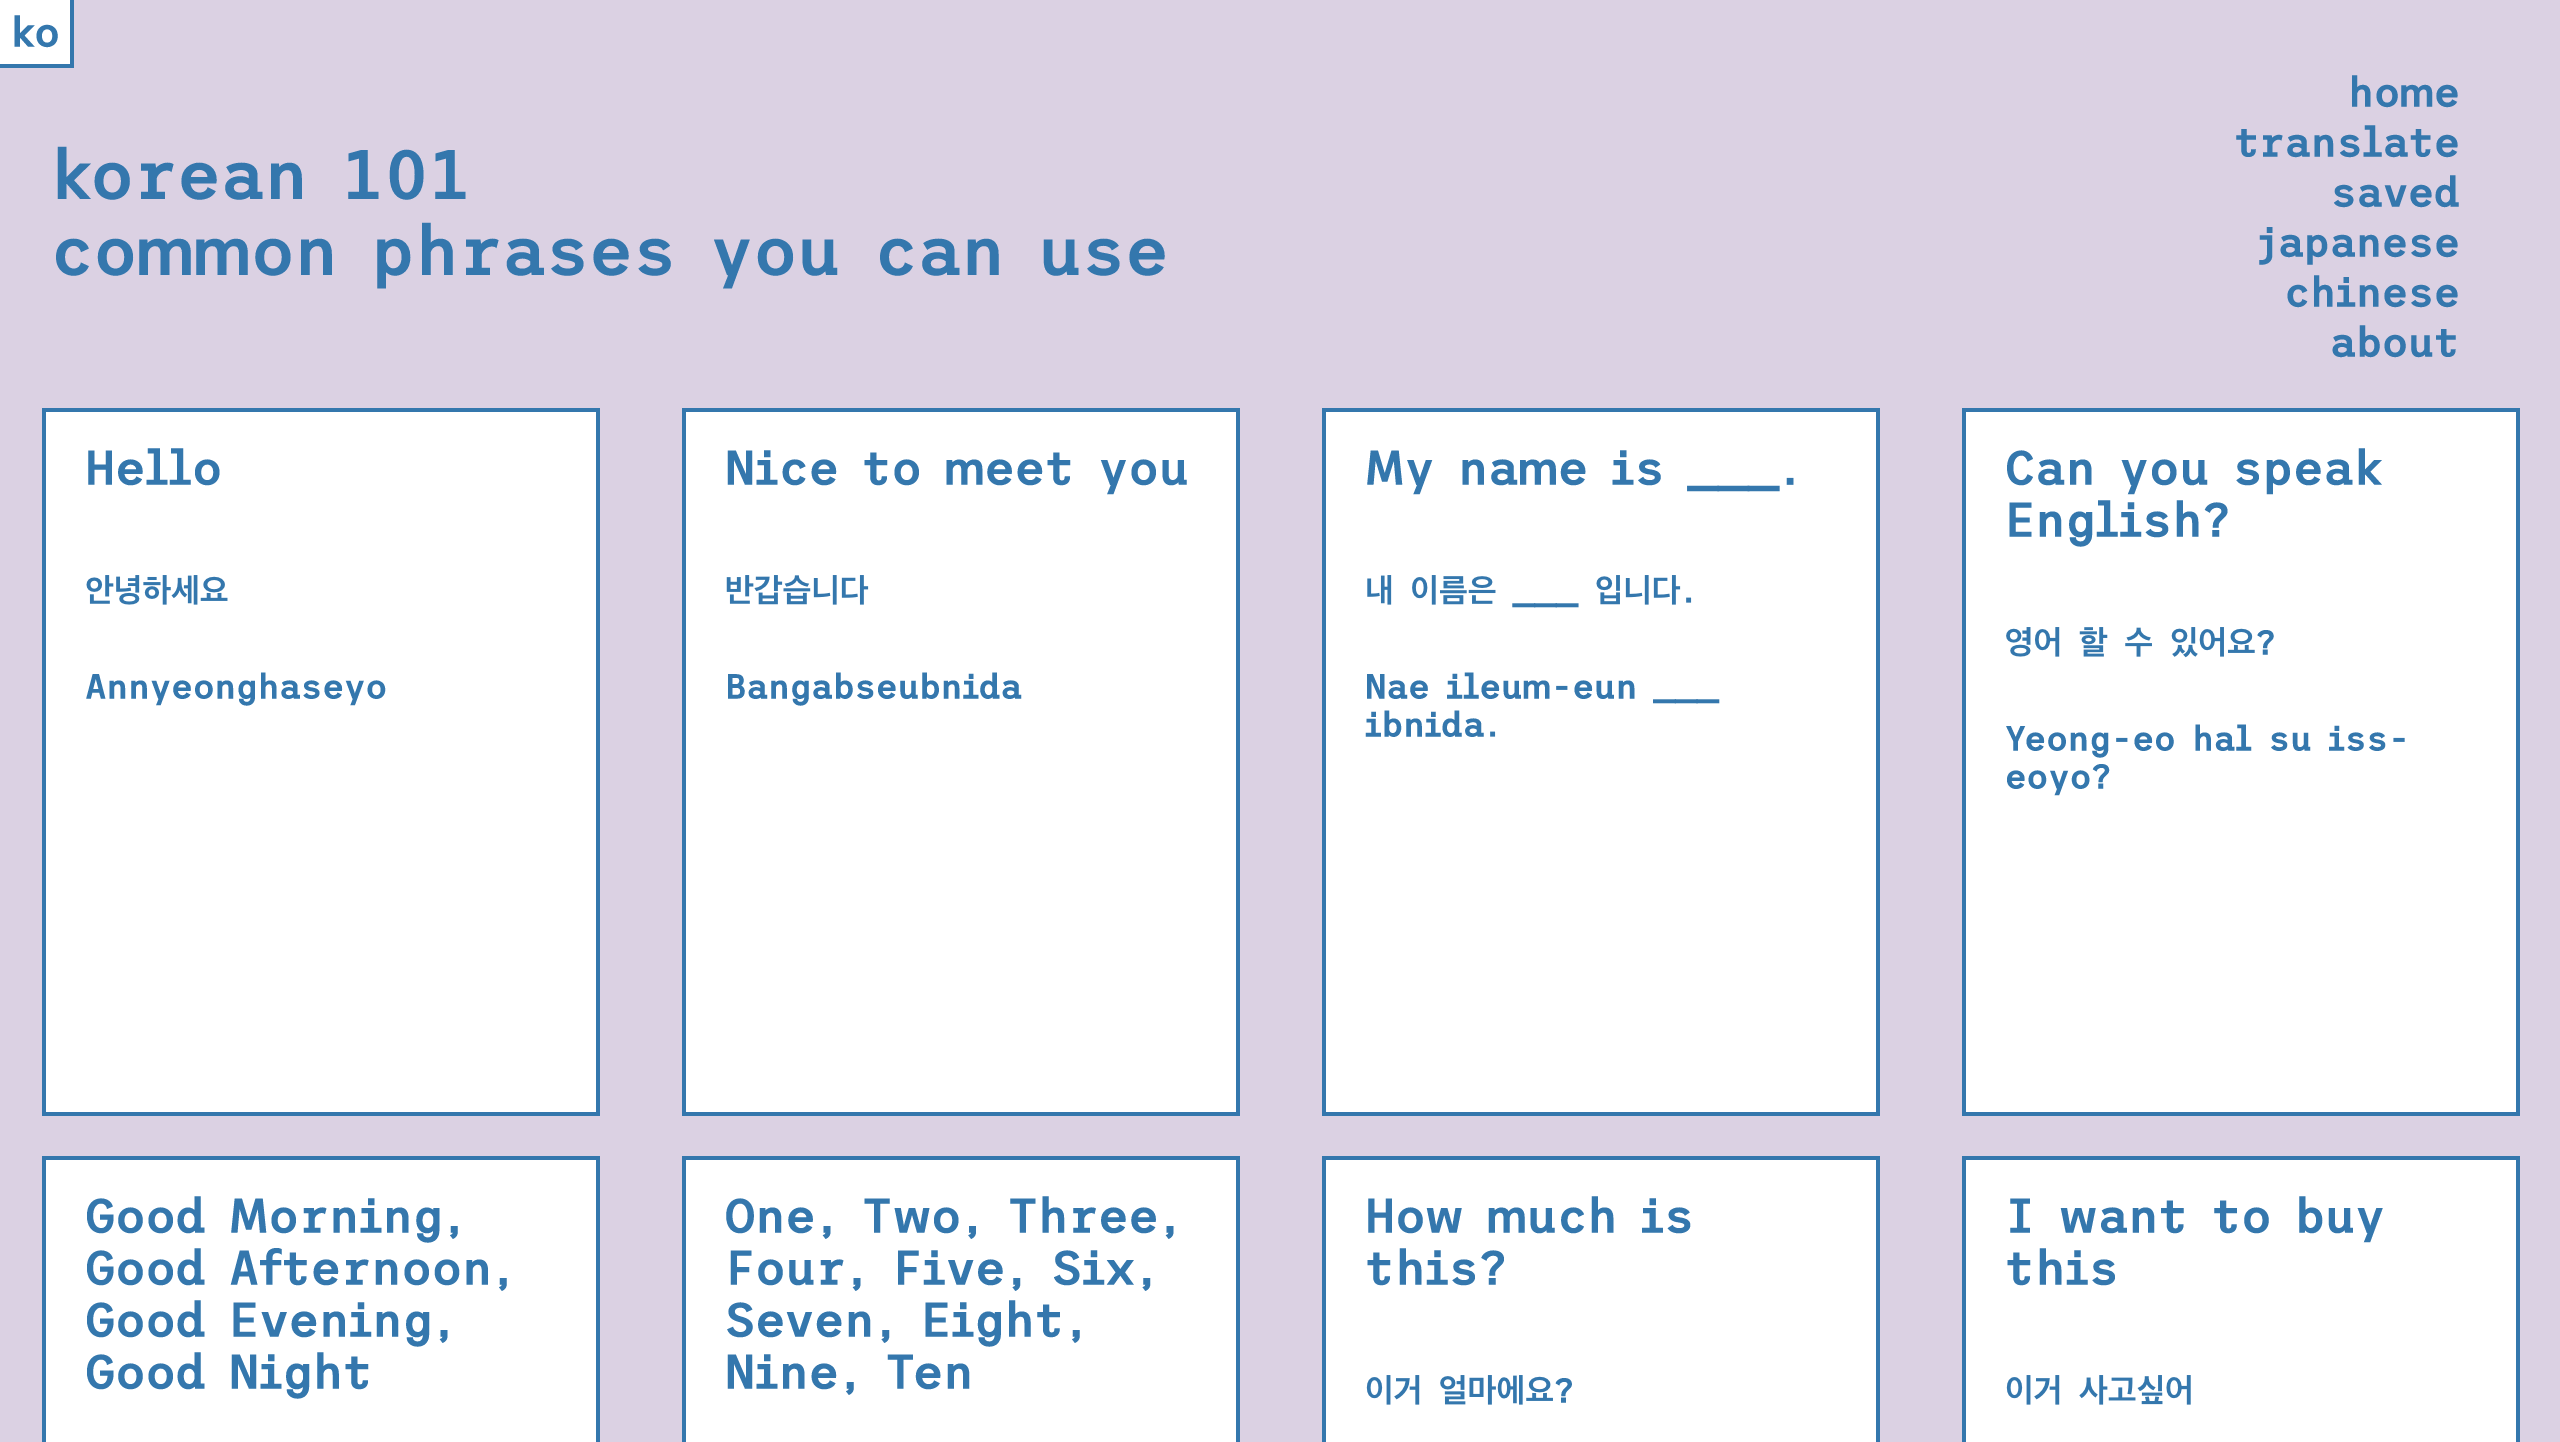 ko
home
translate
saved
japanese
chinese
about
korean 101
common phrases you can use
Hello
안녕하세요
Annyeonghaseyo
Nice to meet you
반갑습니다
Bangabseubnida
My name is ___.
내 이름은 ___ 입니다.
Nae ileum-eun ___
ibnida.
Can you speak
English?
영어 할 수 있어요?
Yeong-eo hal su iss-
eoyo?
Good Morning,
Good Afternoon,
Good Evening,
Good Night
One, Two, Three,
Four, Five, Six,
Seven, Eight,
Nine, Ten
How much is
this?
이거 얼마에요?
I want to buy
this
이거 사고싶어